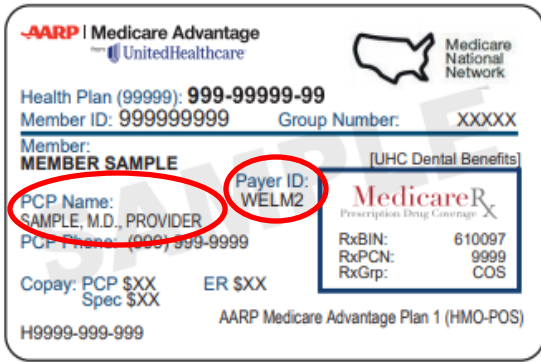 AARP | Medicare Advantage
from UnitedHealthcare
Medicare
National
Network
Health Plan (99999): 999-99999-99
Member ID: 999999999 Group Number: XXXXX
Member:
MEMBER SAMPLE
[UHC Dental Benefits]
Payer ID:
WELM2
PCP Name:
SAMPLE, M.D., PROVIDER
PCP Phone: (999) 999-9999
MedicareRx
Prescription Drug Coverage
RxBIN: 610097
RxPCN: 9999
RxGrp: COS
Copay: PCP $XX ER $XX
Spec $XX
AARP Medicare Advantage Plan 1 (HMO-POS)
H9999-999-999
SAMPLE